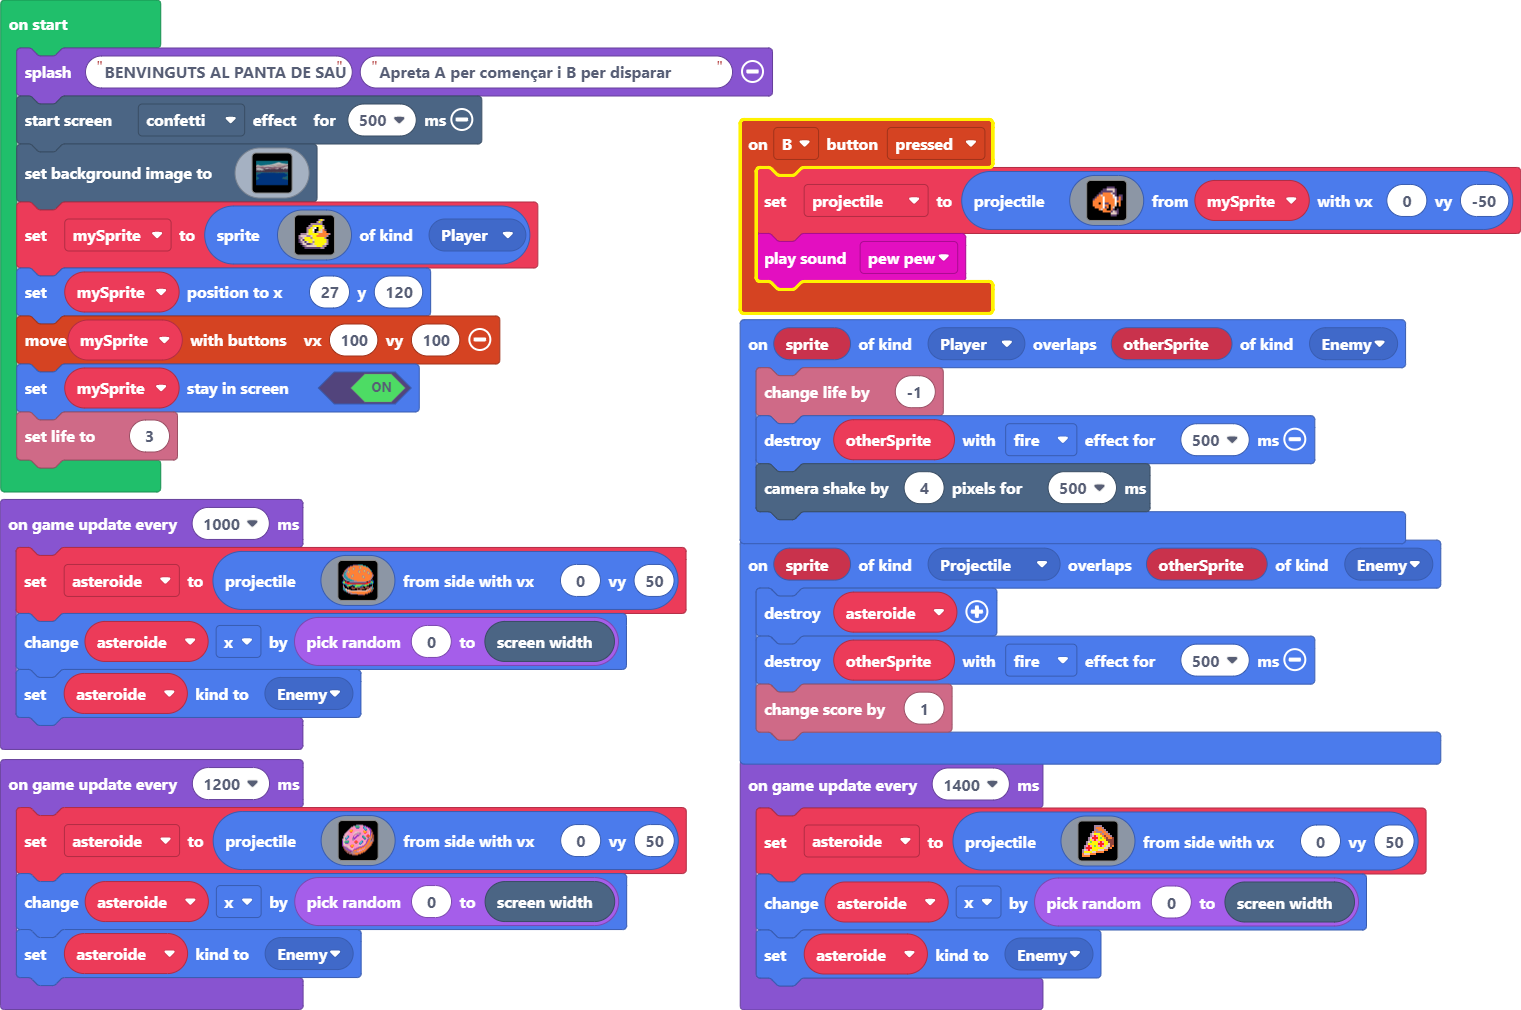 on start
splash "BENVINGUTS AL PANTA DE SAU" "Apreta A per començar i B per disparar"
start screen confetti effect for 500 ms
set background image to
set mySprite to sprite of kind Player
set mySprite position to x 27 y 120
move mySprite with buttons vx 100 vy 100
set mySprite stay in screen ON
set life to 3
on game update every 1000 ms
set asteroide to projectile from side with vx 0 vy 50
change asteroide x by pick random 0 to screen width
set asteroide kind to Enemy
on game update every 1200 ms
set asteroide to projectile from side with vx 0 vy 50
change asteroide x by pick random 0 to screen width
set asteroide kind to Enemy
on B button pressed
set projectile to projectile from mySprite with vx 0 vy -50
play sound pew pew
on sprite of kind Player overlaps otherSprite of kind Enemy
change life by -1
destroy otherSprite with fire effect for 500 ms
camera shake by 4 pixels for 500 ms
on sprite of kind Projectile overlaps otherSprite of kind Enemy
destroy asteroide
destroy otherSprite with fire effect for 500 ms
change score by 1
on game update every 1400 ms
set asteroide to projectile from side with vx 0 vy 50
change asteroide x by pick random 0 to screen width
set asteroide kind to Enemy